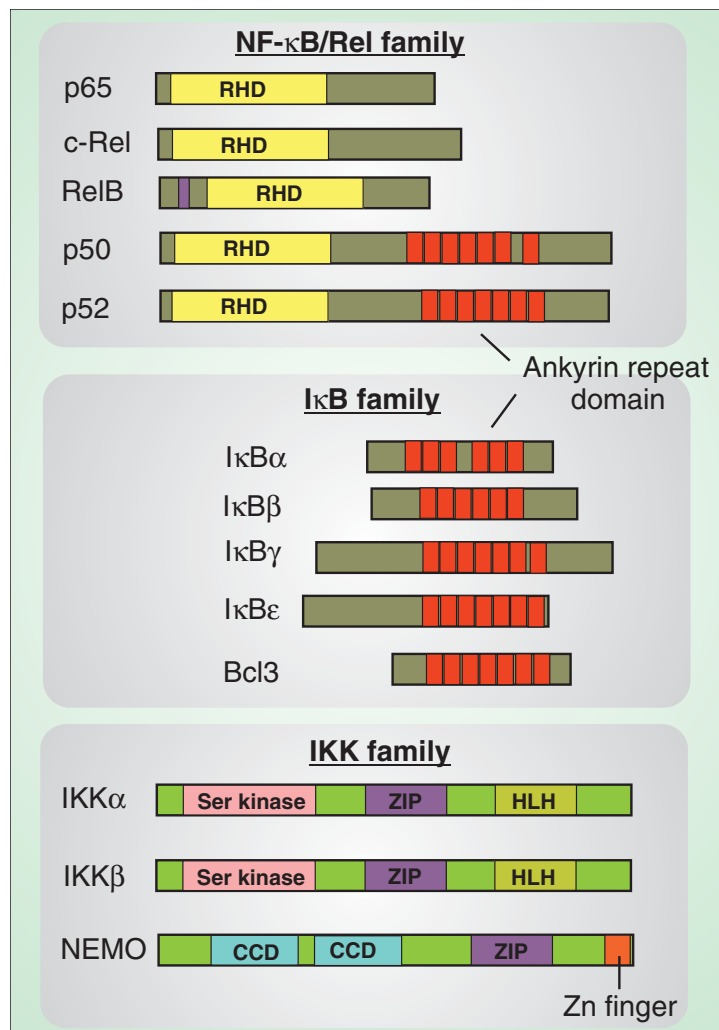 NF-κB/Rel family
p65
RHD
c-Rel
RHD
RelB
RHD
p50
RHD
p52
RHD
Ankyrin repeat
domain
IκB family
IκBα
IκBβ
IκBγ
IκBε
Bcl3
IKK family
IKKα
Ser kinase
ZIP
HLH
IKKβ
Ser kinase
ZIP
HLH
NEMO
CCD
CCD
ZIP
Zn finger